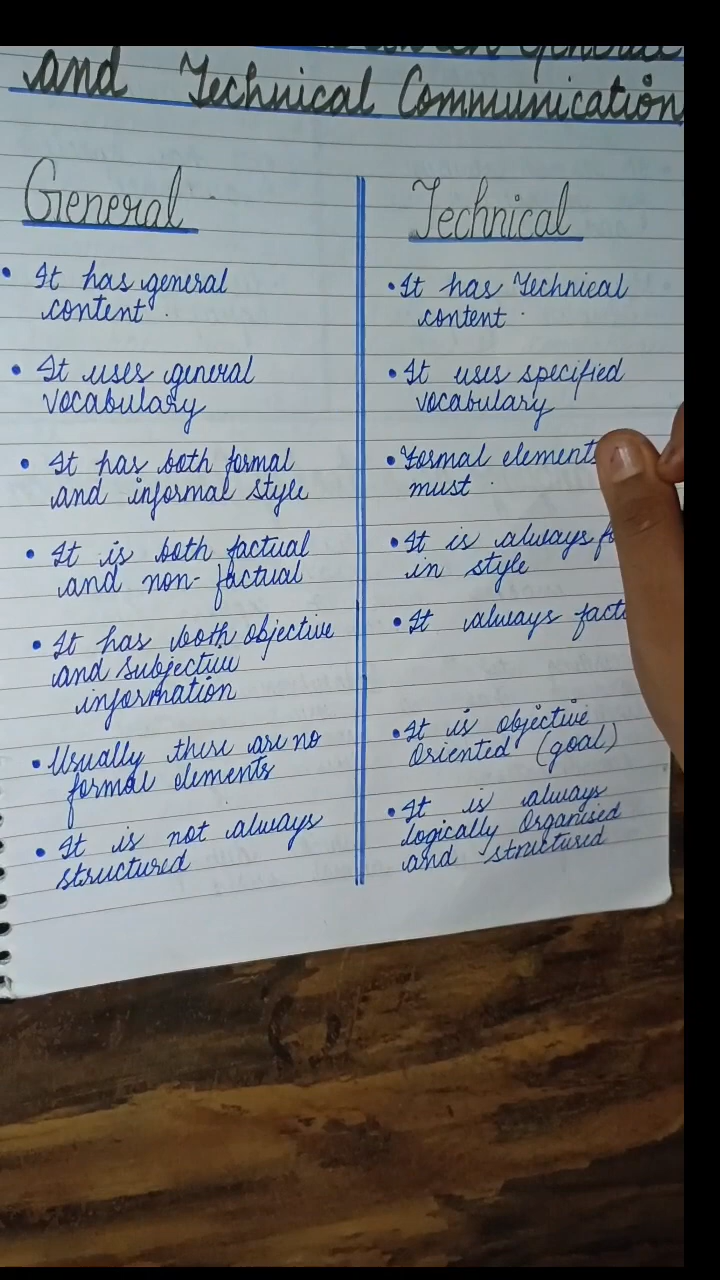 General
and Technical Communication
General
• It has general
content.
• It uses general
vocabulary
• It has both formal
and informal style
• It is both factual
and non-factual
• It has both objective
and subjective
information
• Usually there are no
formal elements
• It is not always
structured
Technical
• It has Technical
content.
• It uses specified
vocabulary
• Formal elements
must.
• It is always
in style
• It always
• It is objective
oriented (goal)
• It is always
logically organised
and structured